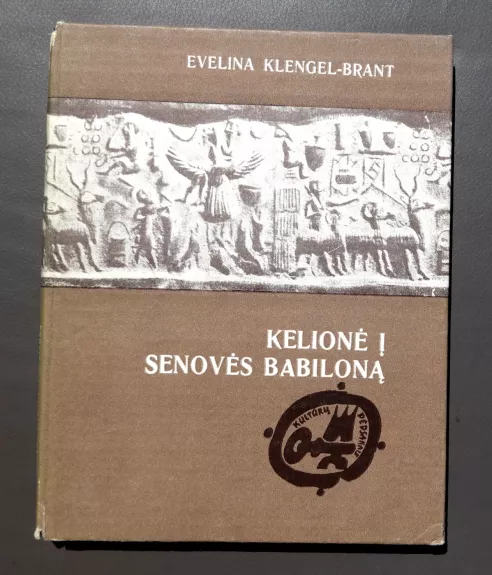 EVELINA KLENGEL-BRANT
KELIONĖ Į
SENOVĖS BABILONĄ
KULTŪRŲ
PĖDSAKAIS